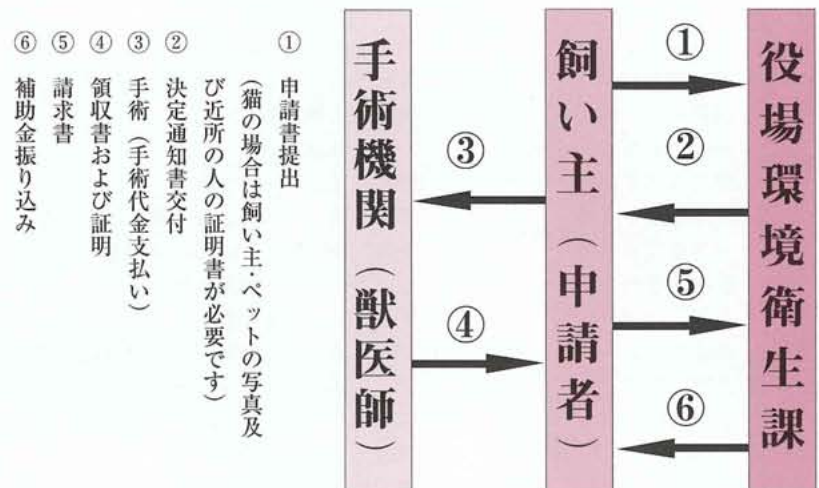 役場環境衛生課
①
②
⑤
⑥
飼い主（申請者）
③
④
手術機関（獣医師）
① 申請書提出
（猫の場合は飼い主・ペットの写真及
び近所の人の証明書が必要です）
② 決定通知書交付
③ 手術（手術代金支払い）
④ 領収書および証明
⑤ 請求書
⑥ 補助金振り込み